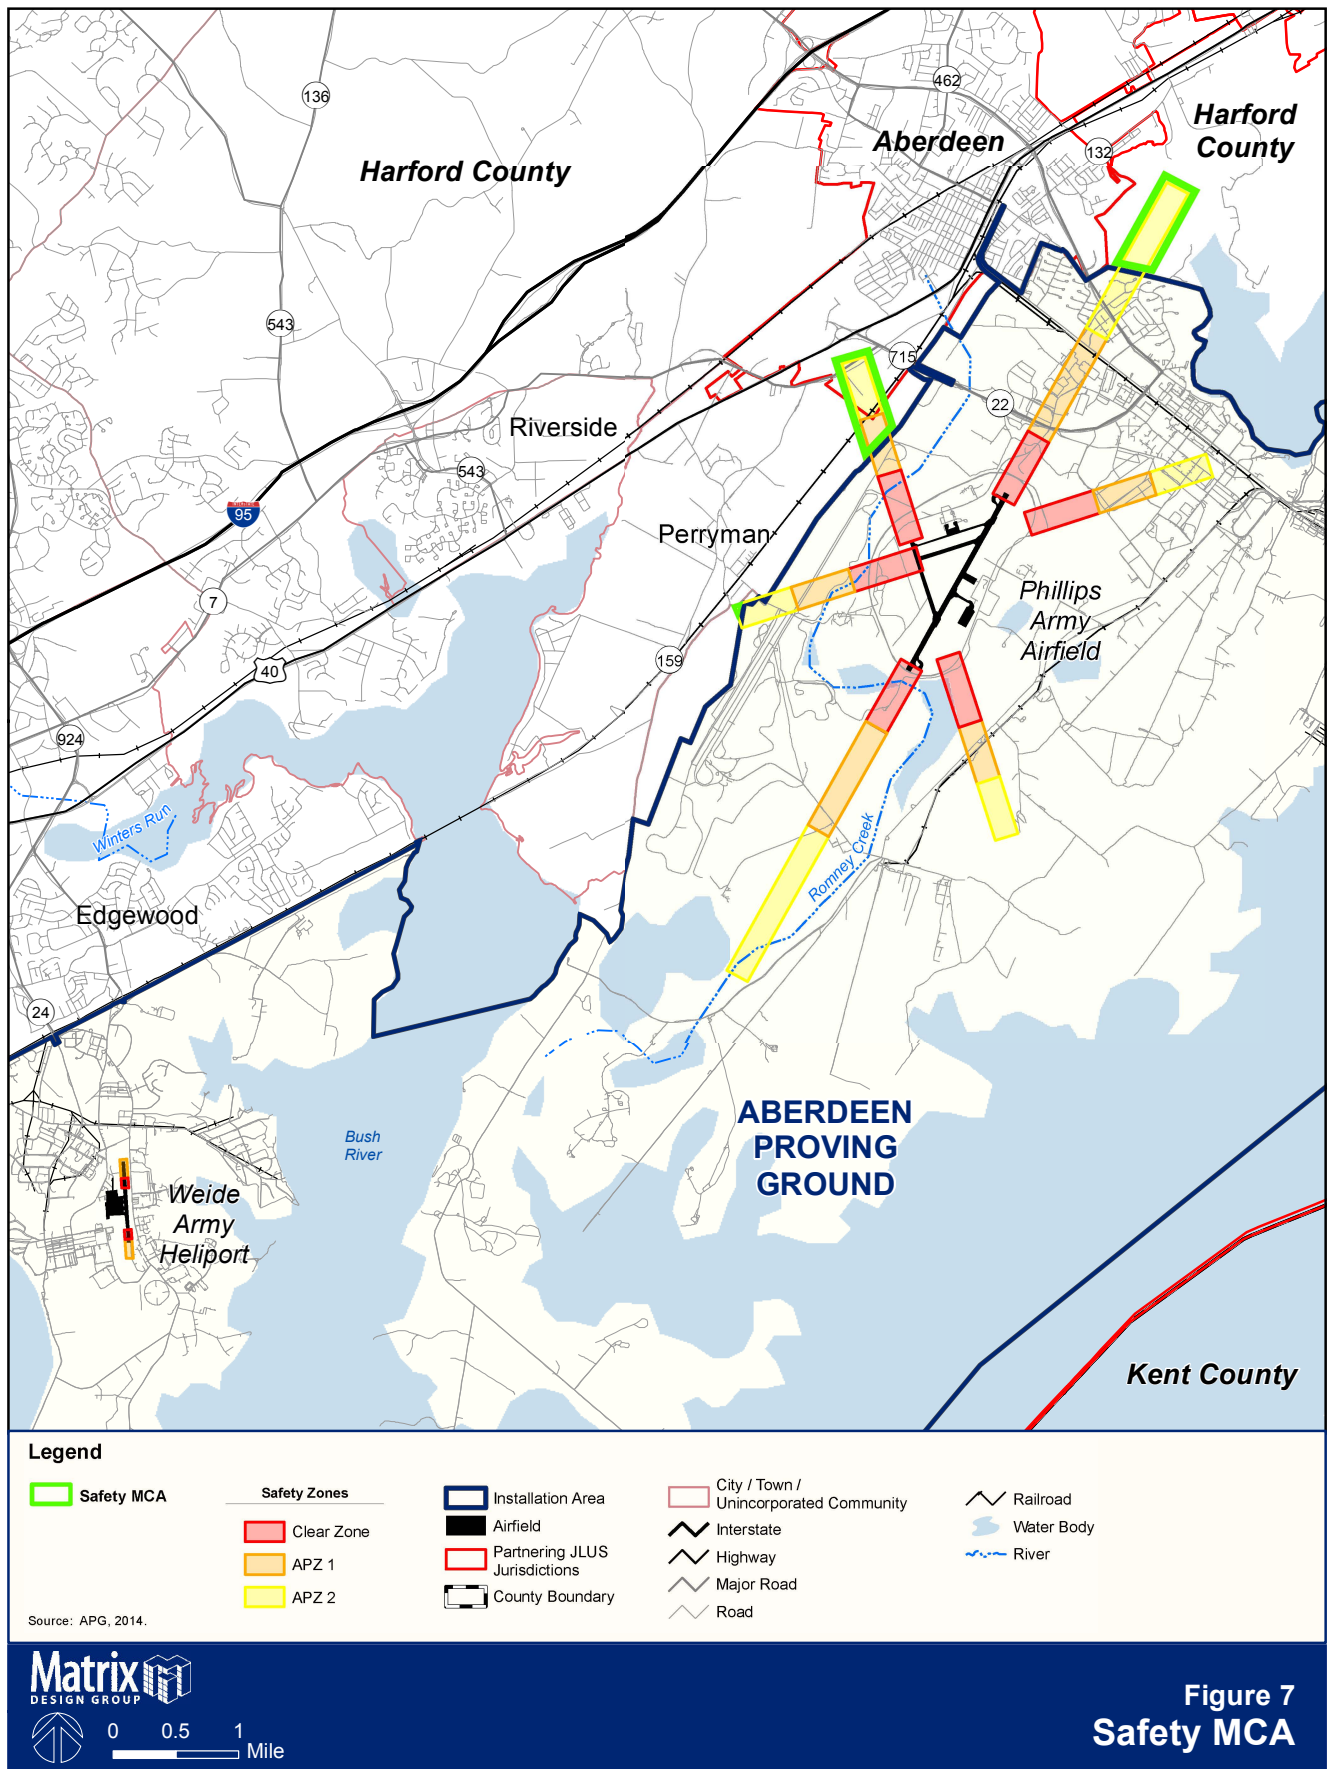 136
462
Harford
County
Harford County
Aberdeen
132
543
715
22
Riverside
543
95
Perryman
7
Phillips
Army
Airfield
159
40
924
Winters Run
Romney Creek
Edgewood
24
ABERDEEN
PROVING
GROUND
Bush
River
Weide
Army
Heliport
Kent County
Legend
Safety MCA
Safety Zones
Clear Zone
APZ 1
APZ 2
Installation Area
Airfield
Partnering JLUS
Jurisdictions
County Boundary
City / Town /
Unincorporated Community
Interstate
Highway
Major Road
Road
Railroad
Water Body
River
Source: APG, 2014.
Matrix
DESIGN GROUP
0 0.5 1
Mile
Figure 7
Safety MCA